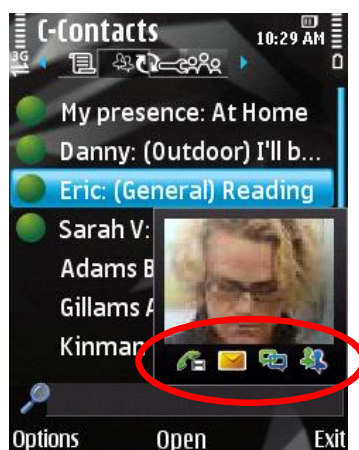 C-Contacts
10:29 AM
3G
My presence: At Home
Danny: (Outdoor) I'll b...
Eric: (General) Reading
Sarah V:
Adams B
Gillams A
Kinman
Options Open Exit